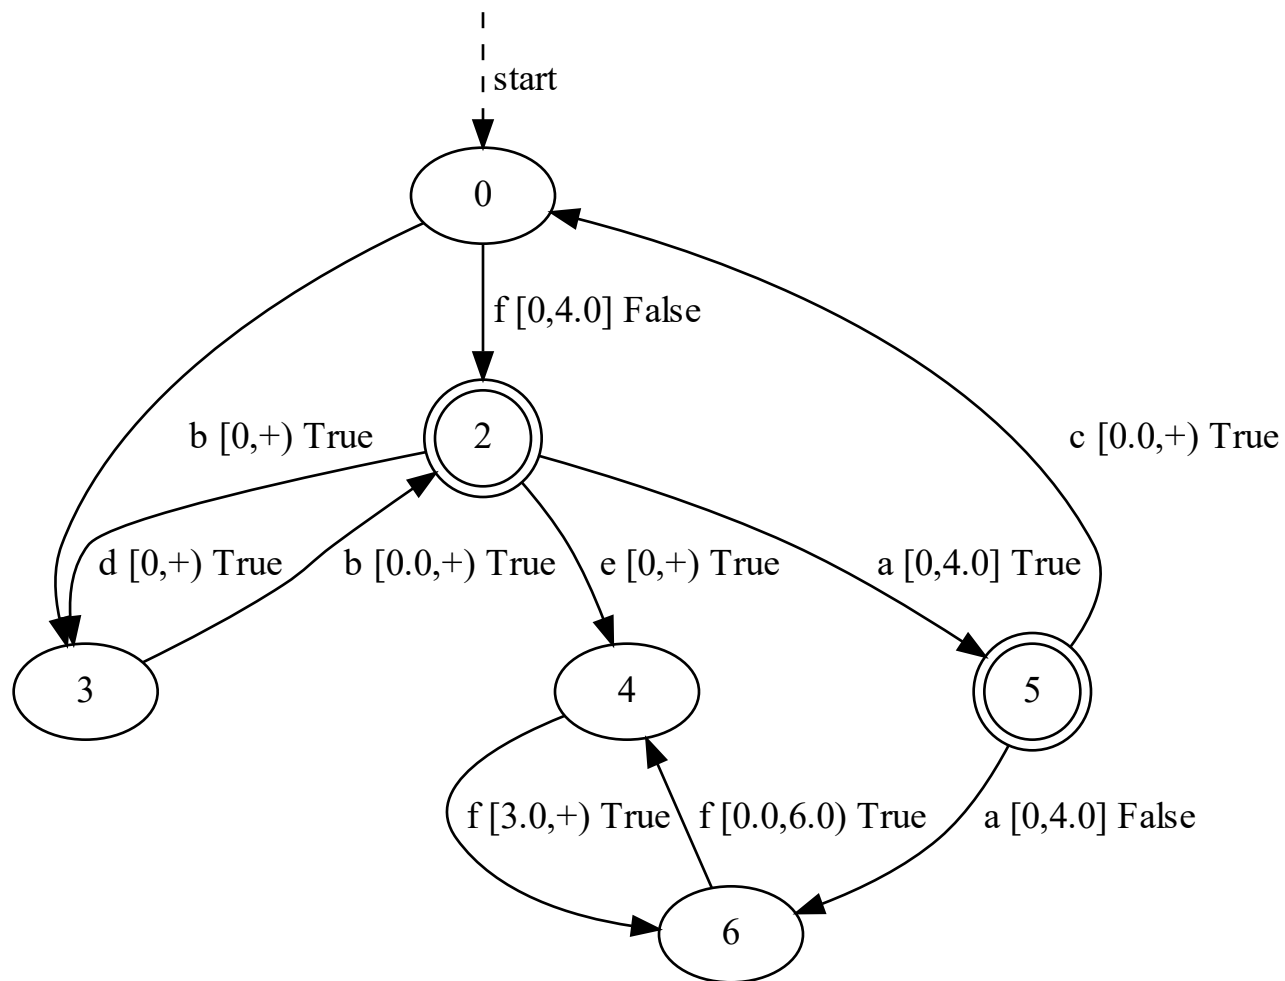 start
0
f [0,4.0] False
b [0,+) True
2
c [0.0,+) True
d [0,+) True
b [0.0,+) True
e [0,+) True
a [0,4.0] True
3
4
5
f [3.0,+) True
f [0.0,6.0) True
a [0,4.0] False
6